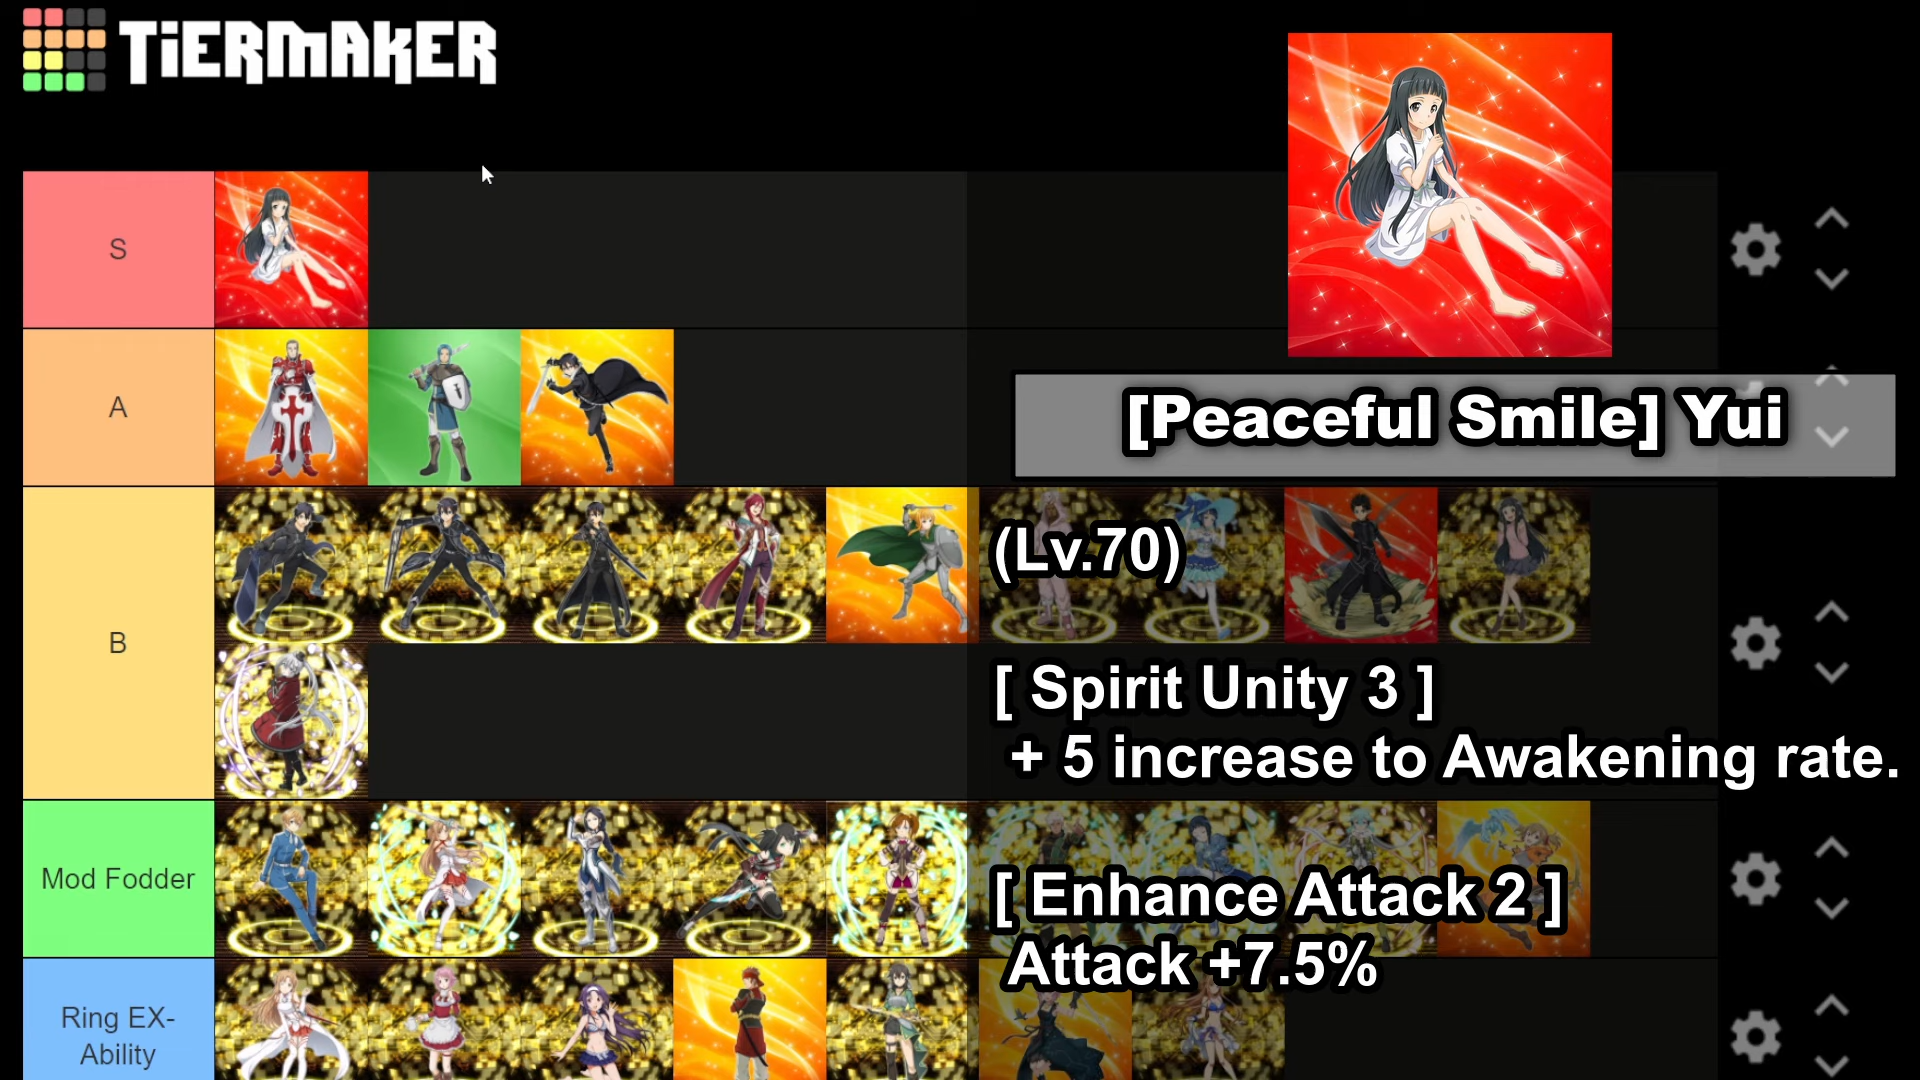 TiERMAKER
S
A
[Peaceful Smile] Yui
B
(Lv.70)
[ Spirit Unity 3 ]
+ 5 increase to Awakening rate.
Mod Fodder
[ Enhance Attack 2 ]
Attack +7.5%
Ring EX-
Ability